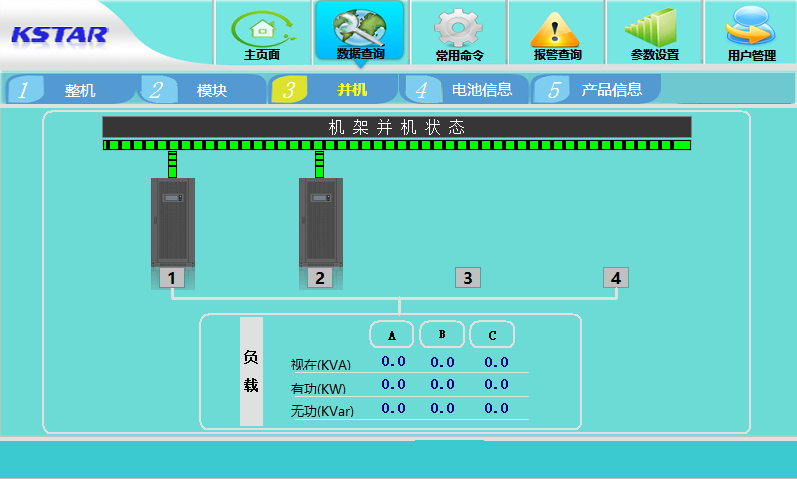 KSTAR
主页面
数据查询
常用命令
报警查询
参数设置
用户管理
1 整机
2 模块
3 并机
4 电池信息
5 产品信息
机架并机状态
1 2 3 4
负载
A B C
视在(KVA) 0.0 0.0 0.0
有功(KW) 0.0 0.0 0.0
无功(KVar) 0.0 0.0 0.0